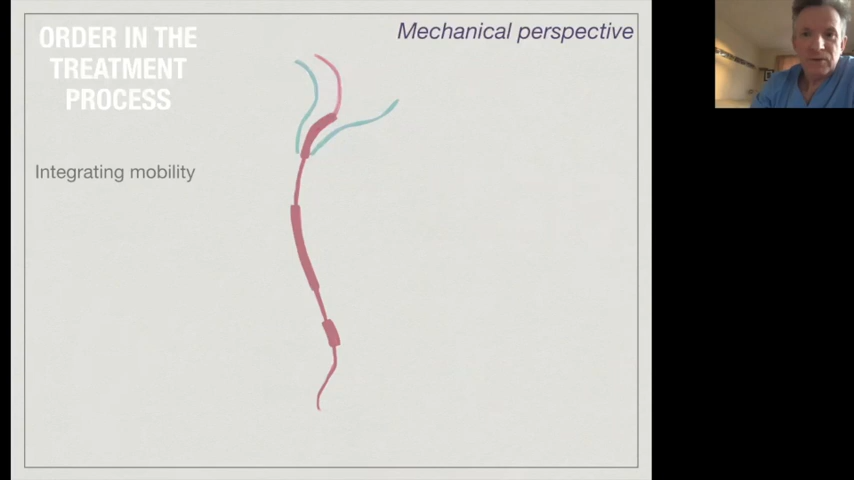 ORDER IN THE
TREATMENT
PROCESS
Mechanical perspective
Integrating mobility